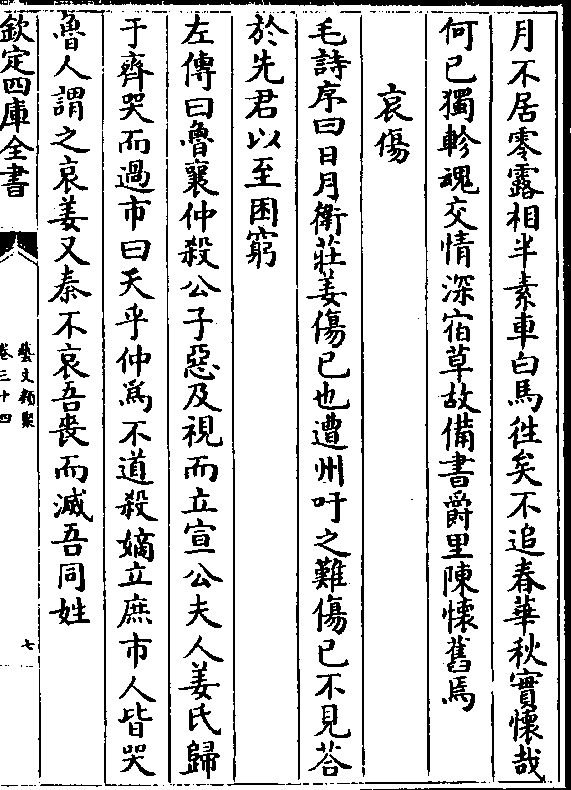 月不居零露相半素車白馬徃矣不追春華秋實懷哉
何已獨軫魂交情深宿草故備書爵里陳懷舊焉
哀傷
毛詩序曰日月衛莊姜傷已也遭州吁之難傷已不見荅
於先君以至困窮
左傳曰魯襄仲殺公子惡及視而立宣公夫人姜氏歸
于齊哭而過市曰天乎仲爲不道殺嫡立庶市人皆哭
魯人謂之哀姜又秦不哀吾喪而滅吾同姓
欽定四庫全書
藝文類聚
卷三十四
七